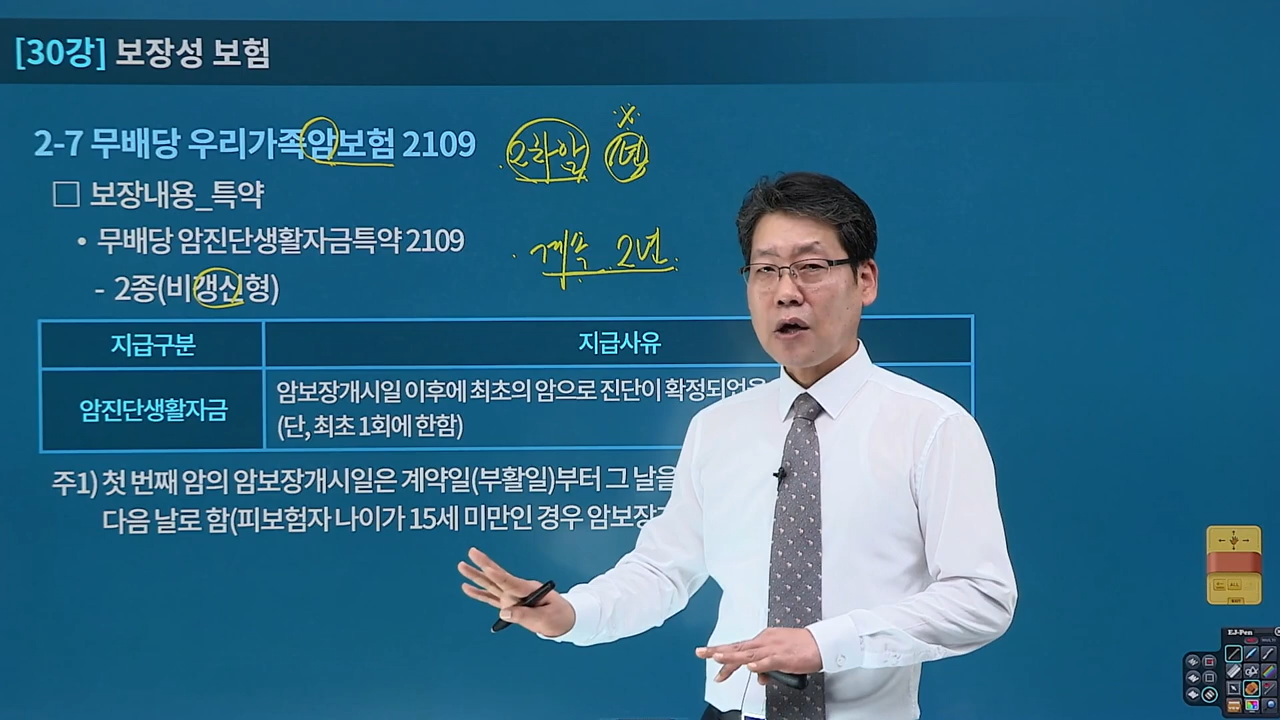 [30강] 보장성 보험
2-7 무배당 우리가족암보험 2109
소화암 1년
□ 보장내용_특약
• 무배당 암진단생활자금특약 2109
계속 2년
- 2종(비갱신형)
지급구분 지급사유
암진단생활자금 암보장개시일 이후에 최초의 암으로 진단이 확정되었을
(단, 최초 1회에 한함)
주1) 첫 번째 암의 암보장개시일은 계약일(부활일)부터 그 날을
다음 날로 함(피보험자 나이가 15세 미만인 경우 암보장
EJ-Pen